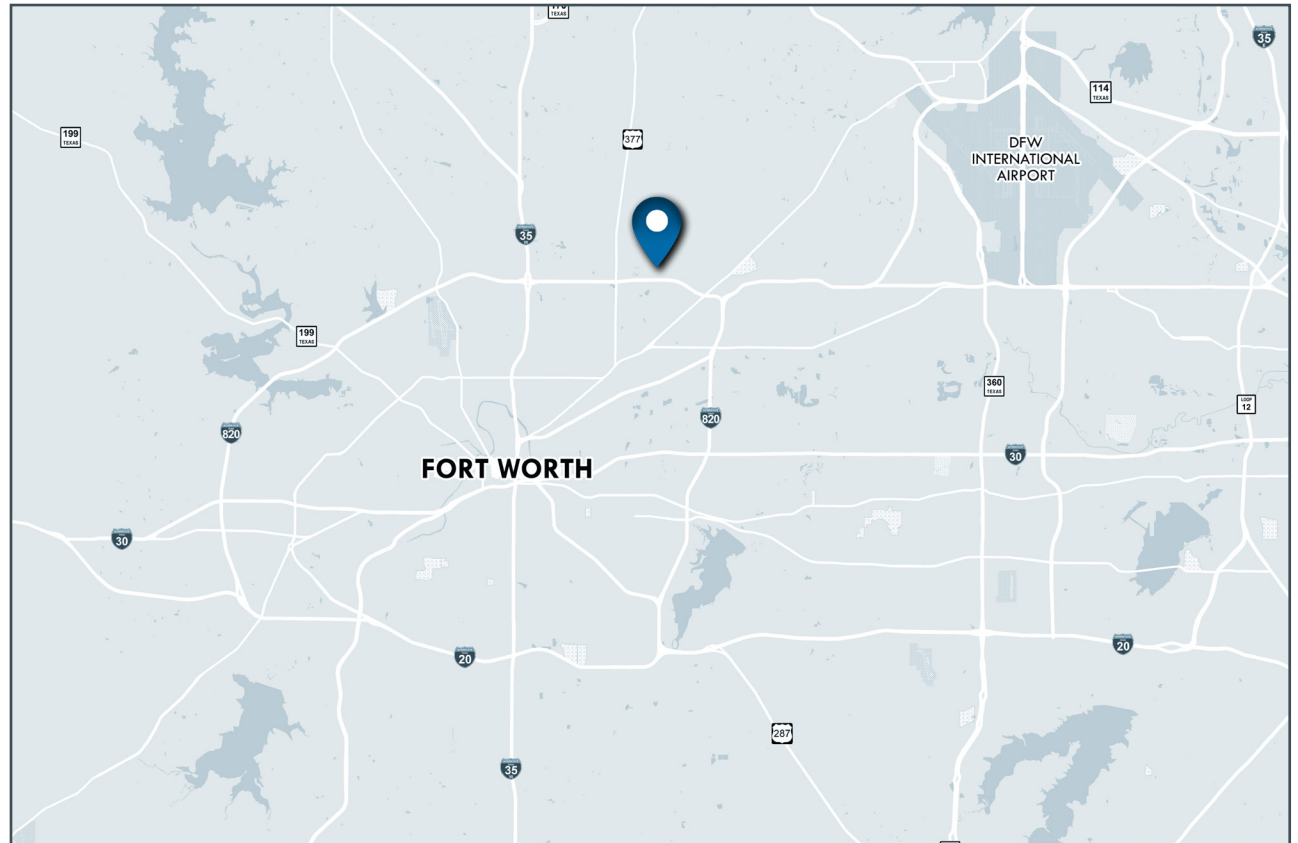 35
114
TEXAS
199
TEXAS
377
DFW
INTERNATIONAL
AIRPORT
35
199
TEXAS
360
TEXAS
LOOP
12
820
820
30
FORT WORTH
30
20
20
287
35